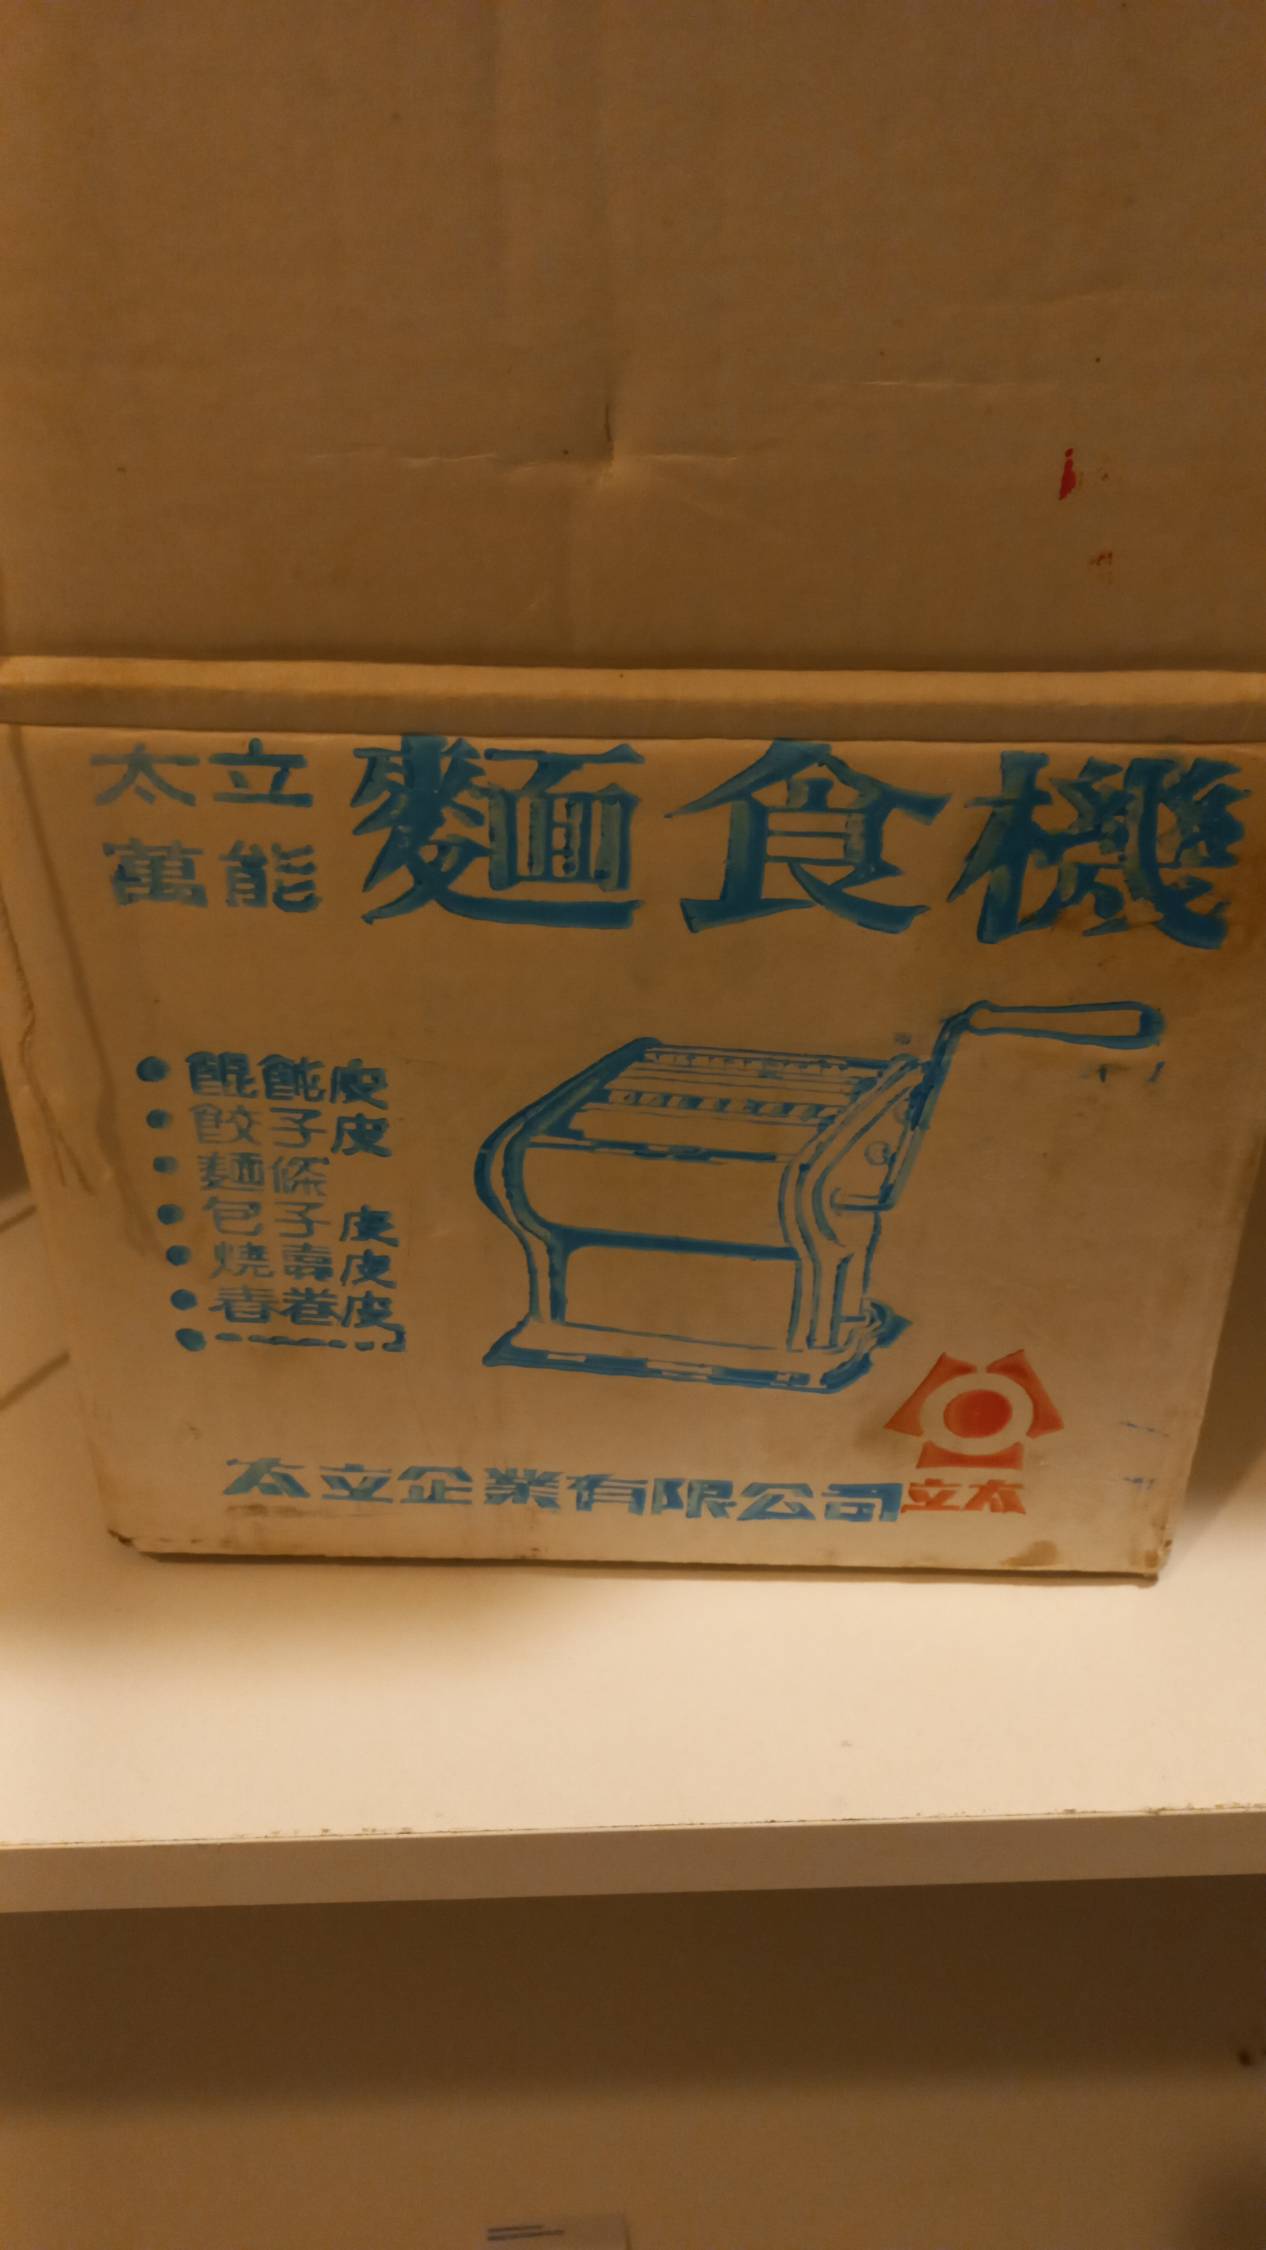 太立 麵食機
萬能
● 餛飩皮
● 餃子皮
● 麵條
● 包子皮
● 燒賣皮
● 春卷皮
太立企業有限公司
立太